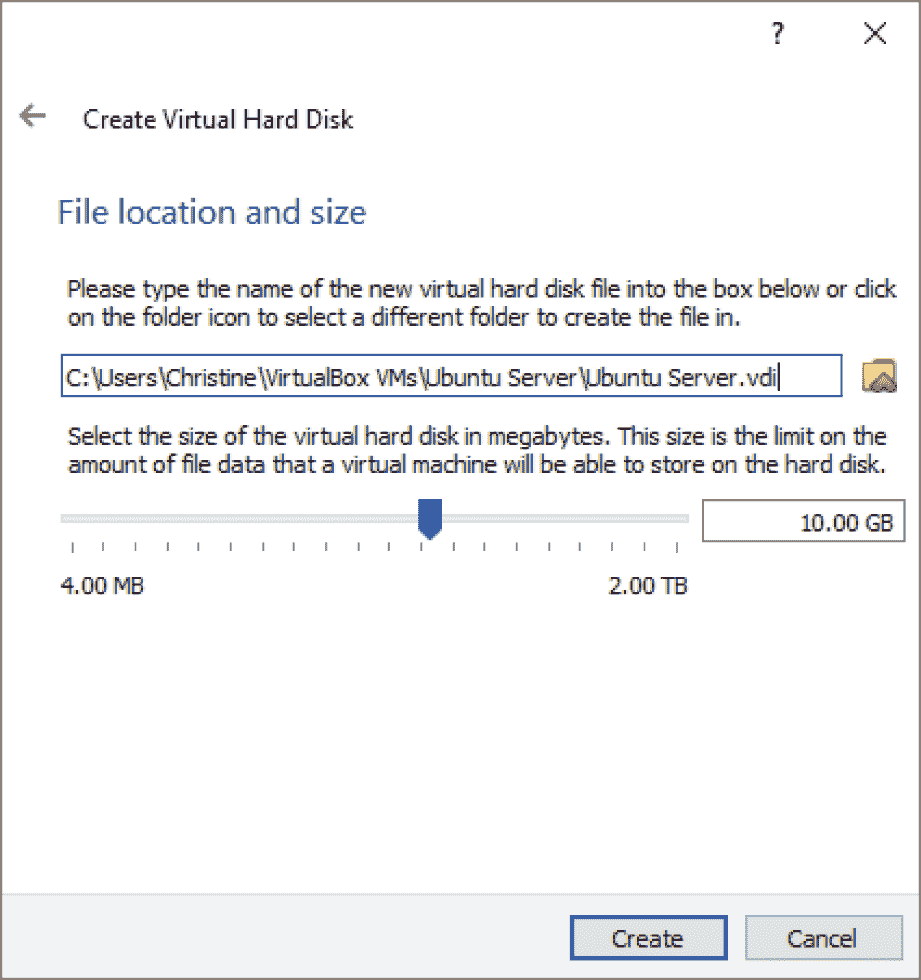 ?
Create Virtual Hard Disk
File location and size
Please type the name of the new virtual hard disk file into the box below or click
on the folder icon to select a different folder to create the file in.
C:\Users\Christine\VirtualBox VMs\Ubuntu Server\Ubuntu Server.vdi
Select the size of the virtual hard disk in megabytes. This size is the limit on the
amount of file data that a virtual machine will be able to store on the hard disk.
10.00 GB
4.00 MB 2.00 TB
Create Cancel